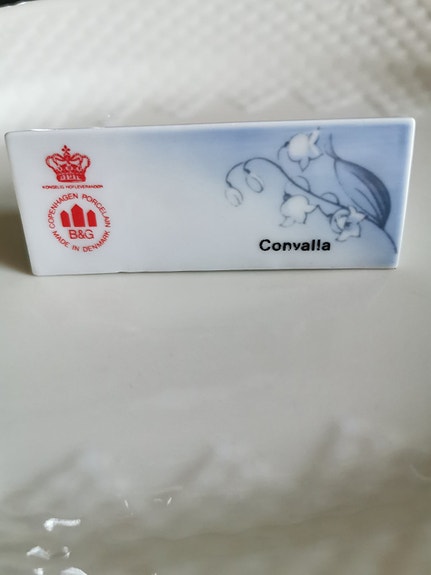 KONGELIG HOFLEVERANDØR
COPENHAGEN PORCELAIN
B&G
MADE IN DENMARK
Convalla